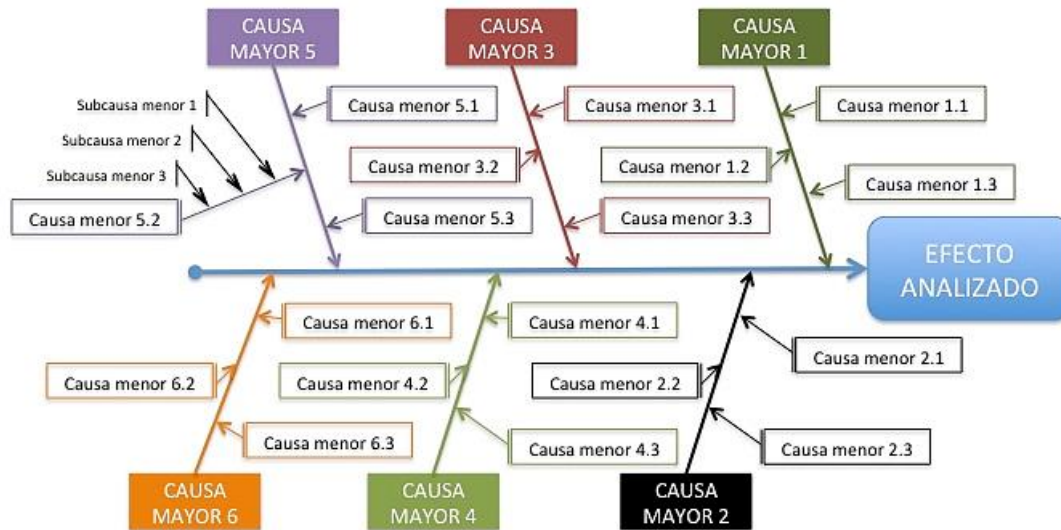 CAUSA
MAYOR 5
CAUSA
MAYOR 3
CAUSA
MAYOR 1
Subcausa menor 1
Subcausa menor 2
Subcausa menor 3
Causa menor 5.1
Causa menor 5.2
Causa menor 5.3
Causa menor 3.1
Causa menor 3.2
Causa menor 3.3
Causa menor 1.1
Causa menor 1.2
Causa menor 1.3
EFECTO
ANALIZADO
Causa menor 6.1
Causa menor 6.2
Causa menor 6.3
Causa menor 4.1
Causa menor 4.2
Causa menor 4.3
Causa menor 2.1
Causa menor 2.2
Causa menor 2.3
CAUSA
MAYOR 6
CAUSA
MAYOR 4
CAUSA
MAYOR 2